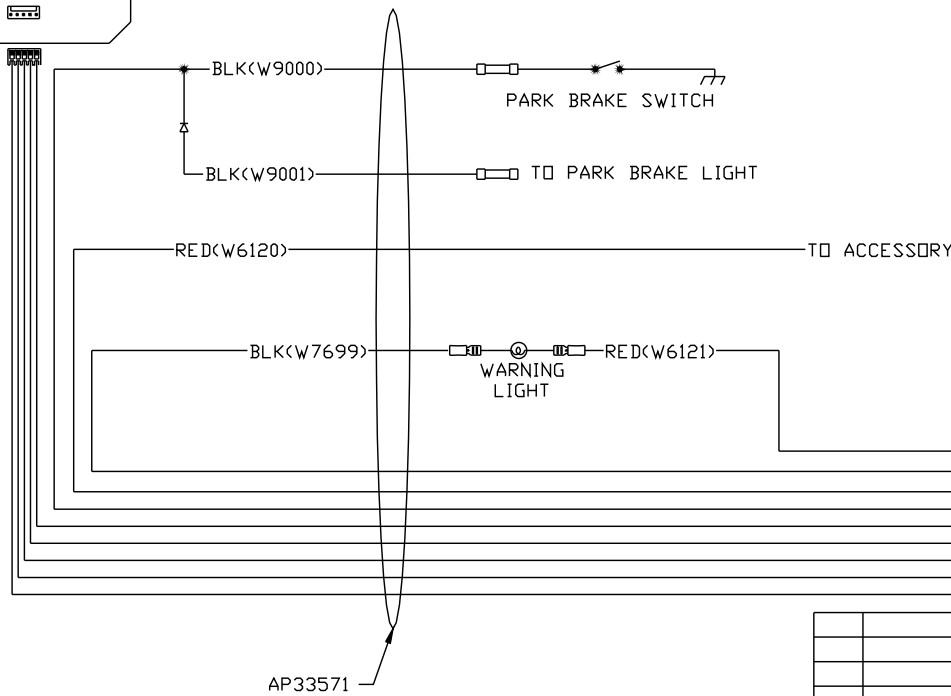 BLK(W9000)
PARK BRAKE SWITCH
BLK(W9001)
TO PARK BRAKE LIGHT
RED(W6120)
TO ACCESSORY
BLK(W7699)
RED(W6121)
WARNING
LIGHT
AP33571